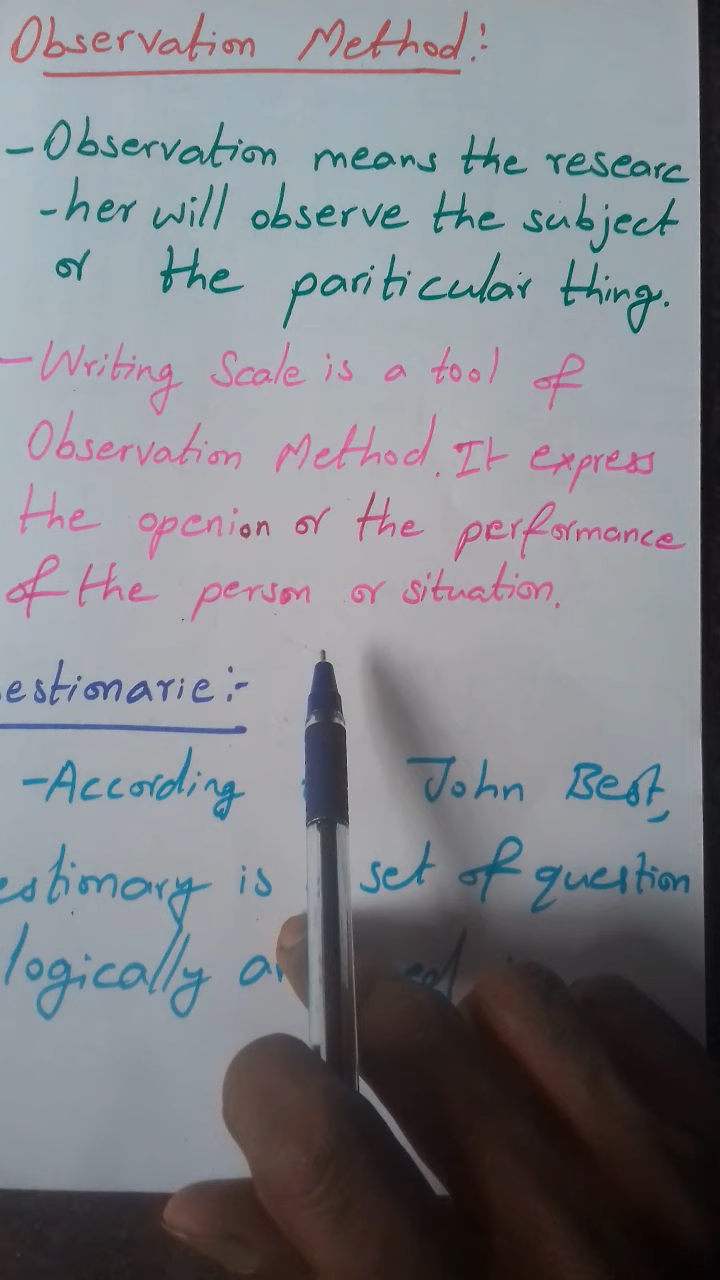 Observation Method:
- Observation means the researc
-her will observe the subject
or the pariticular thing.
- Writing Scale is a tool of
Observation Method. It express
the openion or the performance
of the person or situation.
estionarie:-
- According John Best,
estionary is set of question
logically